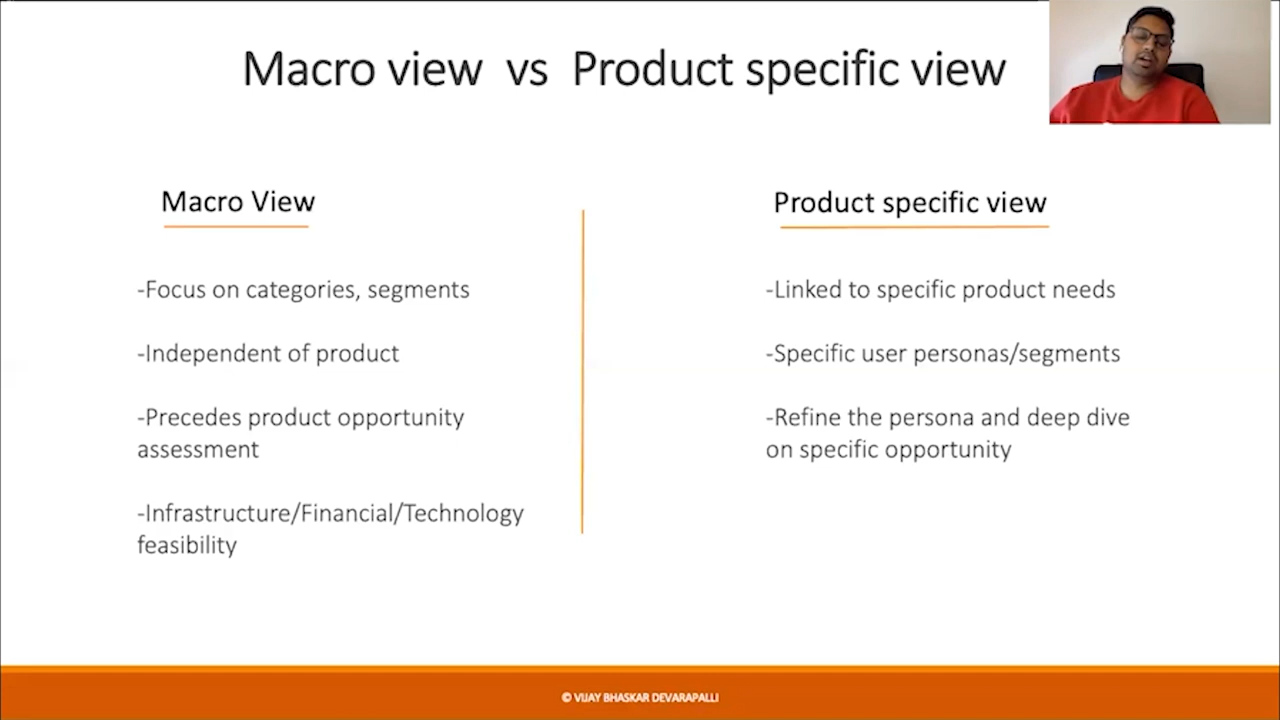 Macro view vs Product specific view
Macro View
-Focus on categories, segments
-Independent of product
-Precedes product opportunity
assessment
-Infrastructure/Financial/Technology
feasibility
Product specific view
-Linked to specific product needs
-Specific user personas/segments
-Refine the persona and deep dive
on specific opportunity
© VIJAY BHASKAR DEVARAPALLI